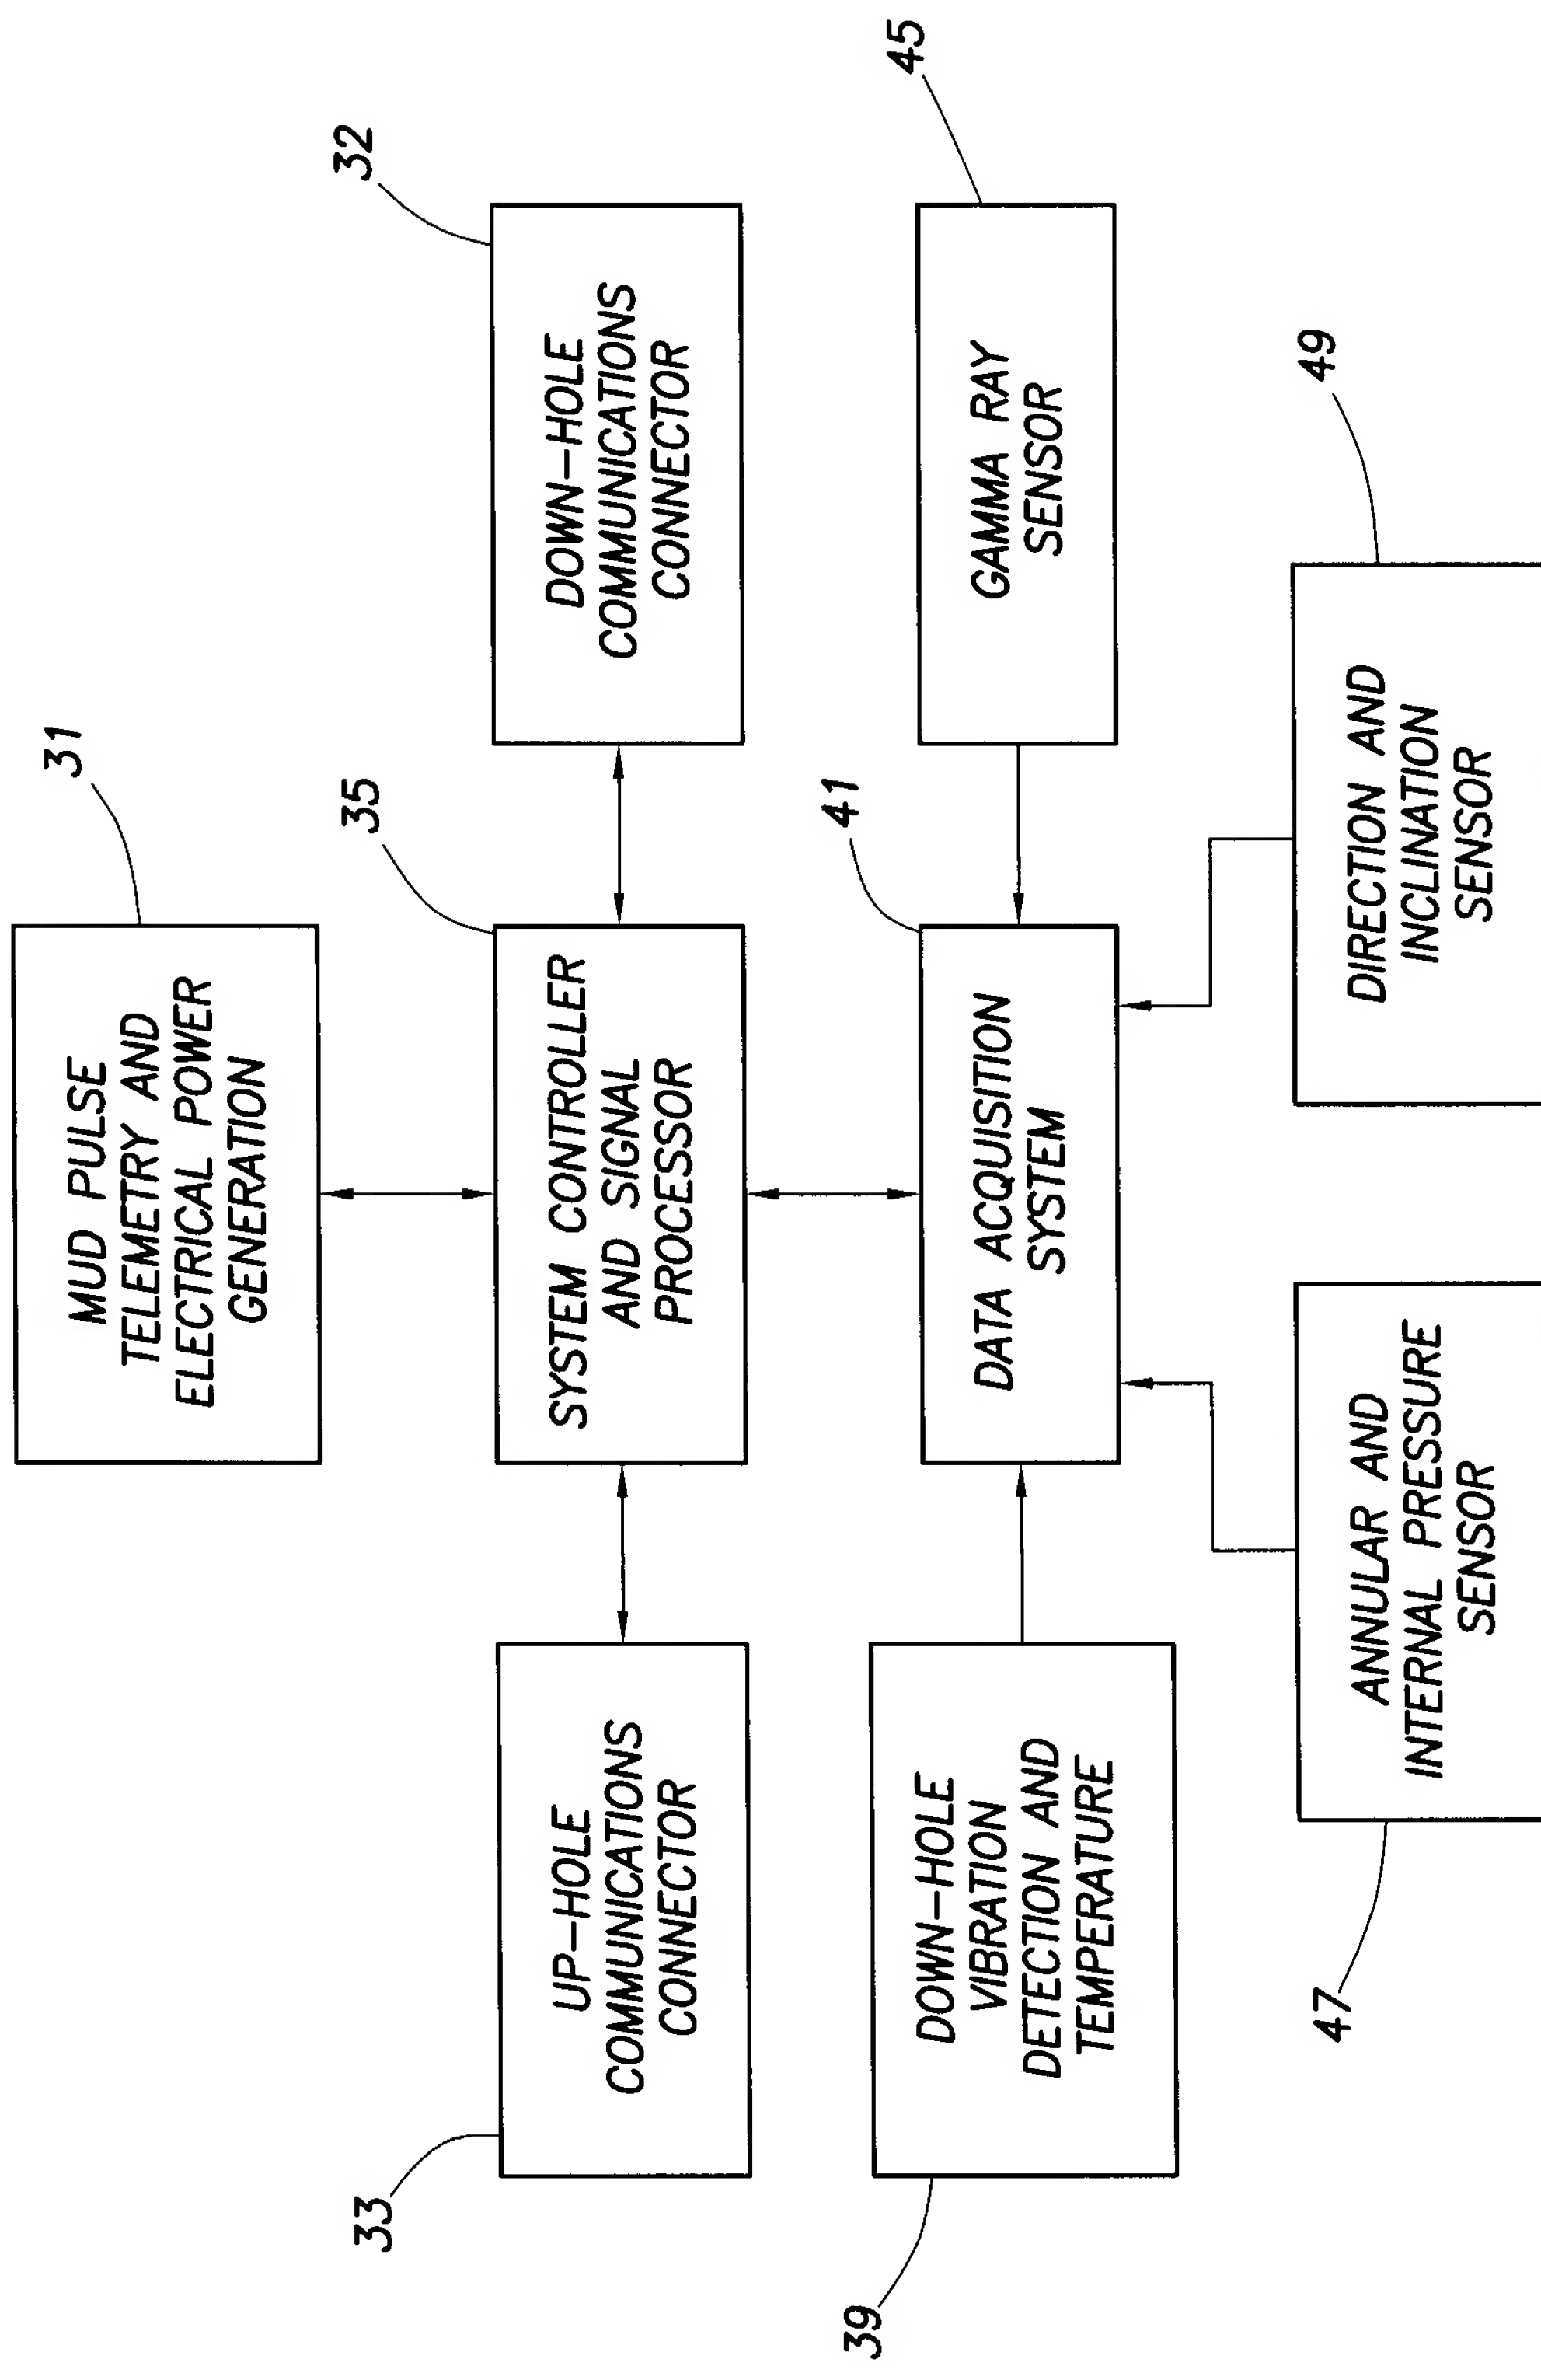 31
MUD PULSE
TELEMETRY AND
ELECTRICAL POWER
GENERATION
33
UP-HOLE
COMMUNICATIONS
CONNECTOR
35
SYSTEM CONTROLLER
AND SIGNAL
PROCESSOR
32
DOWN-HOLE
COMMUNICATIONS
CONNECTOR
39
DOWN-HOLE
VIBRATION
DETECTION AND
TEMPERATURE
41
DATA ACQUISITION
SYSTEM
45
GAMMA RAY
SENSOR
47
ANNULAR AND
INTERNAL PRESSURE
SENSOR
49
DIRECTION AND
INCLINATION
SENSOR